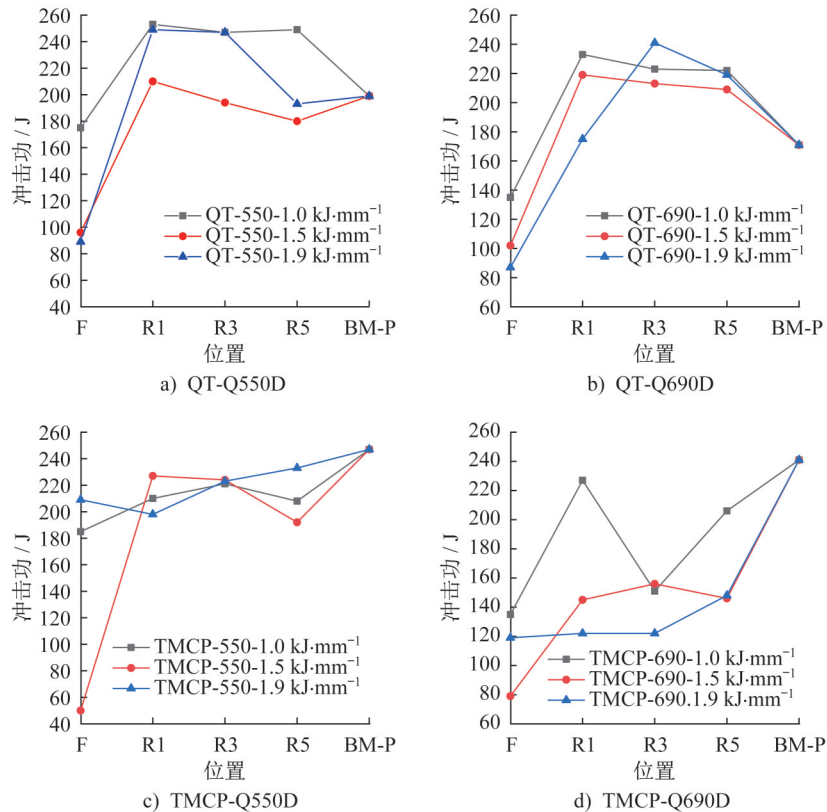 260
240
220
200
180
160
140
120
100
80
60
40
冲击功 / J
QT-550-1.0 kJ·mm⁻¹
QT-550-1.5 kJ·mm⁻¹
QT-550-1.9 kJ·mm⁻¹
F R1 R3 R5 BM-P
位置
a) QT-Q550D
260
240
220
200
180
160
140
120
100
80
60
冲击功 / J
QT-690-1.0 kJ·mm⁻¹
QT-690-1.5 kJ·mm⁻¹
QT-690-1.9 kJ·mm⁻¹
F R1 R3 R5 BM-P
位置
b) QT-Q690D
260
240
220
200
180
160
140
120
100
80
60
40
冲击功 / J
TMCP-550-1.0 kJ·mm⁻¹
TMCP-550-1.5 kJ·mm⁻¹
TMCP-550-1.9 kJ·mm⁻¹
F R1 R3 R5 BM-P
位置
c) TMCP-Q550D
260
240
220
200
180
160
140
120
100
80
60
冲击功 / J
TMCP-690-1.0 kJ·mm⁻¹
TMCP-690-1.5 kJ·mm⁻¹
TMCP-690.1.9 kJ·mm⁻¹
F R1 R3 R5 BM-P
位置
d) TMCP-Q690D